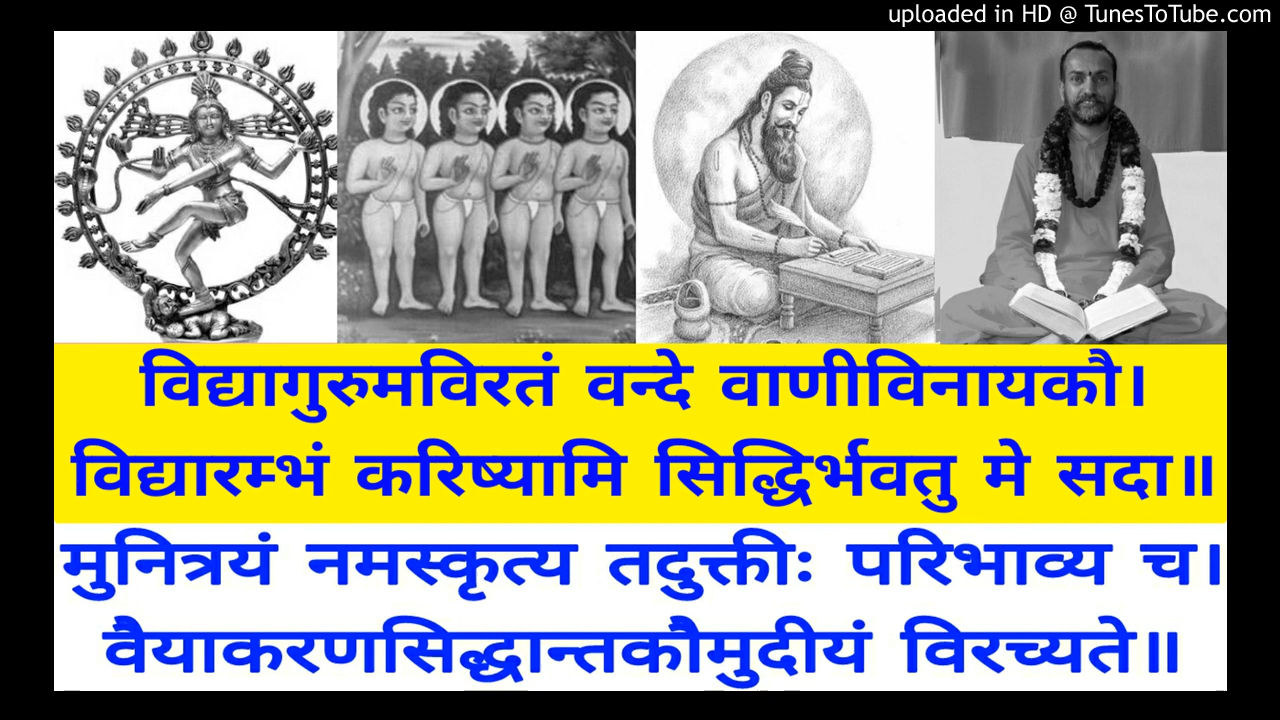 uploaded in HD @ TunesToTube.com
विद्यागुरुमविरतं वन्दे वाणीविनायकौ।
विद्यारम्भं करिष्यामि सिद्धिर्भवतु मे सदा॥
मुनित्रयं नमस्कृत्य तदुक्तीः परिभाव्य च।
वैयाकरणसिद्धान्तकौमुदीयं विरच्यते॥